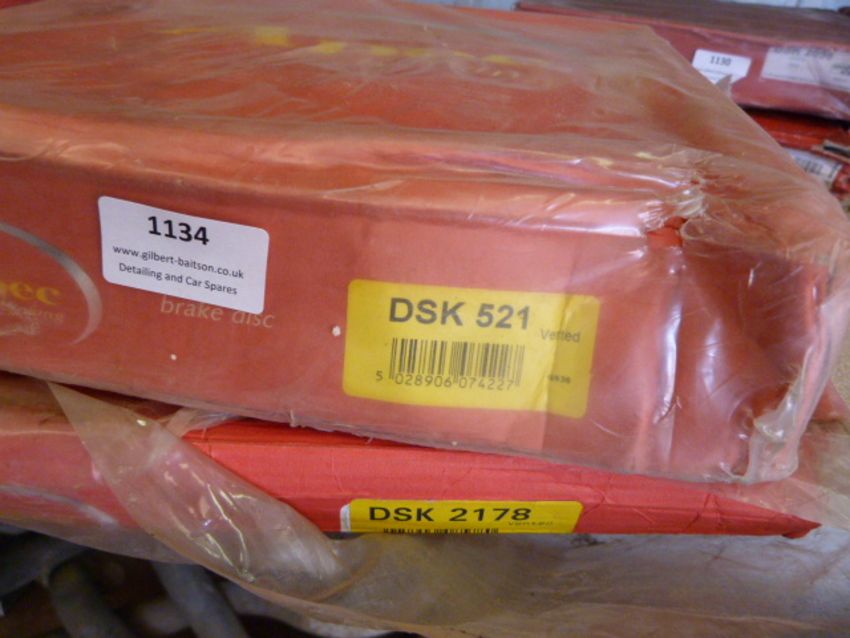 1130
1134
www.gilbert-baitson.co.uk
Detailing and Car Spares
brake disc
DSK 521
Vented
5 028906 074227
DSK 2178
vented